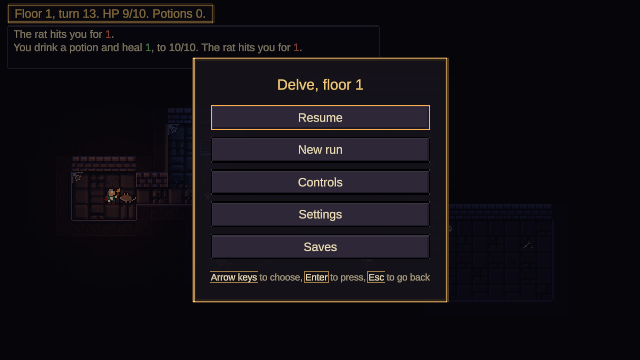 Floor 1, turn 13. HP 9/10. Potions 0.
The rat hits you for 1.
You drink a potion and heal 1, to 10/10. The rat hits you for 1.
Delve, floor 1
Resume
New run
Controls
Settings
Saves
Arrow keys to choose, Enter to press, Esc to go back